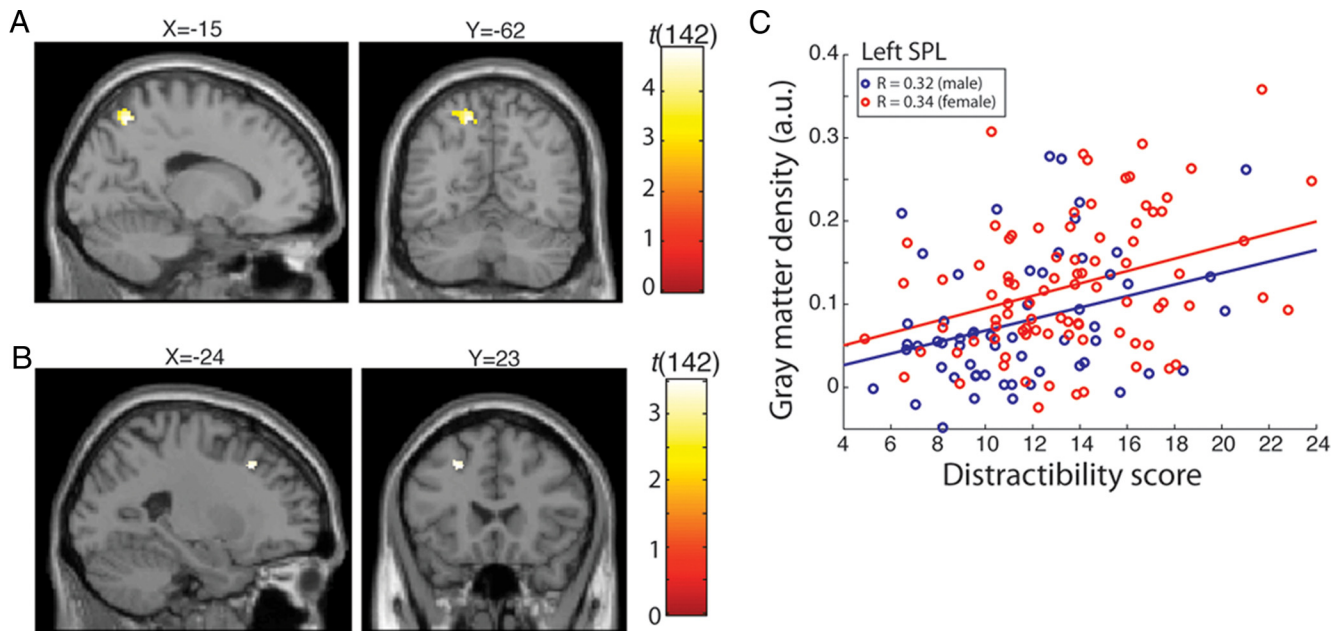 A
X=-15
Y=-62
t(142)
4
3
2
1
0
B
X=-24
Y=23
t(142)
3
2
1
0
C
Left SPL
R = 0.32 (male)
R = 0.34 (female)
Gray matter density (a.u.)
0.4
0.3
0.2
0.1
0
4 6 8 10 12 14 16 18 20 22 24
Distractibility score